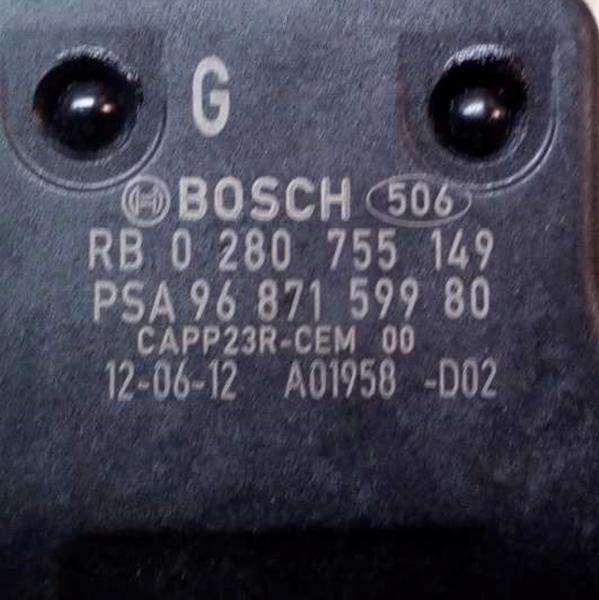 G
BOSCH 506
RB 0 280 755 149
PSA 96 871 599 80
CAPP23R-CEM 00
12-06-12 A01958 -D02